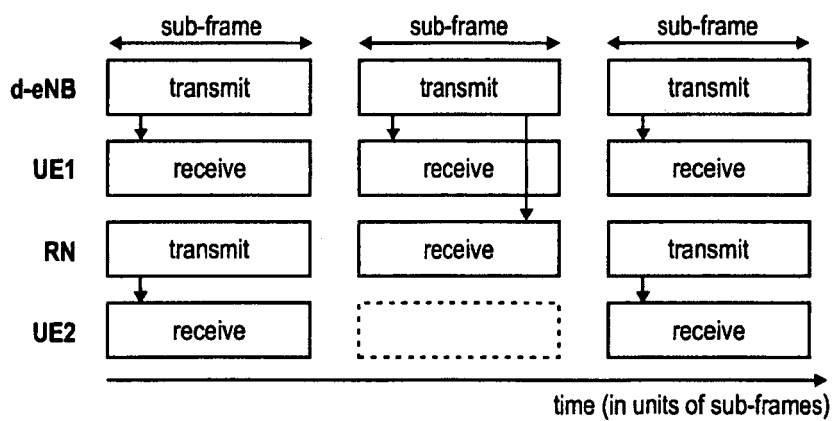 sub-frame sub-frame sub-frame
d-eNB transmit transmit transmit
UE1 receive receive receive
RN transmit receive transmit
UE2 receive receive
time (in units of sub-frames)